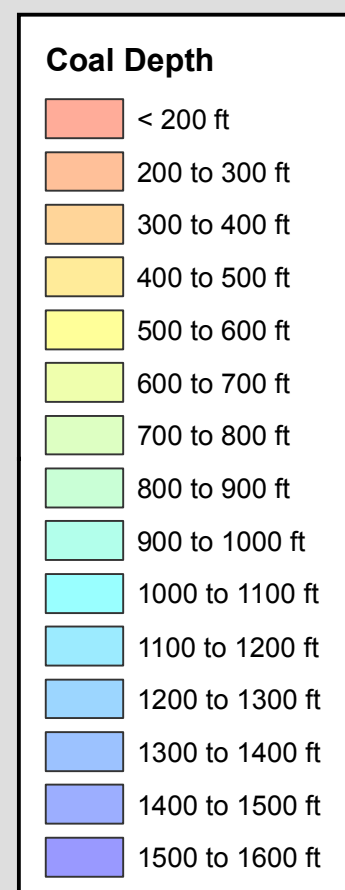 Coal Depth
< 200 ft
200 to 300 ft
300 to 400 ft
400 to 500 ft
500 to 600 ft
600 to 700 ft
700 to 800 ft
800 to 900 ft
900 to 1000 ft
1000 to 1100 ft
1100 to 1200 ft
1200 to 1300 ft
1300 to 1400 ft
1400 to 1500 ft
1500 to 1600 ft